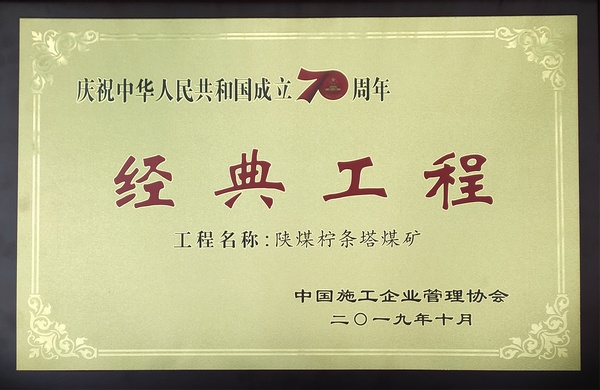 庆祝中华人民共和国成立70周年
经典工程
工程名称:陕煤柠条塔煤矿
中国施工企业管理协会
二〇一九年十月